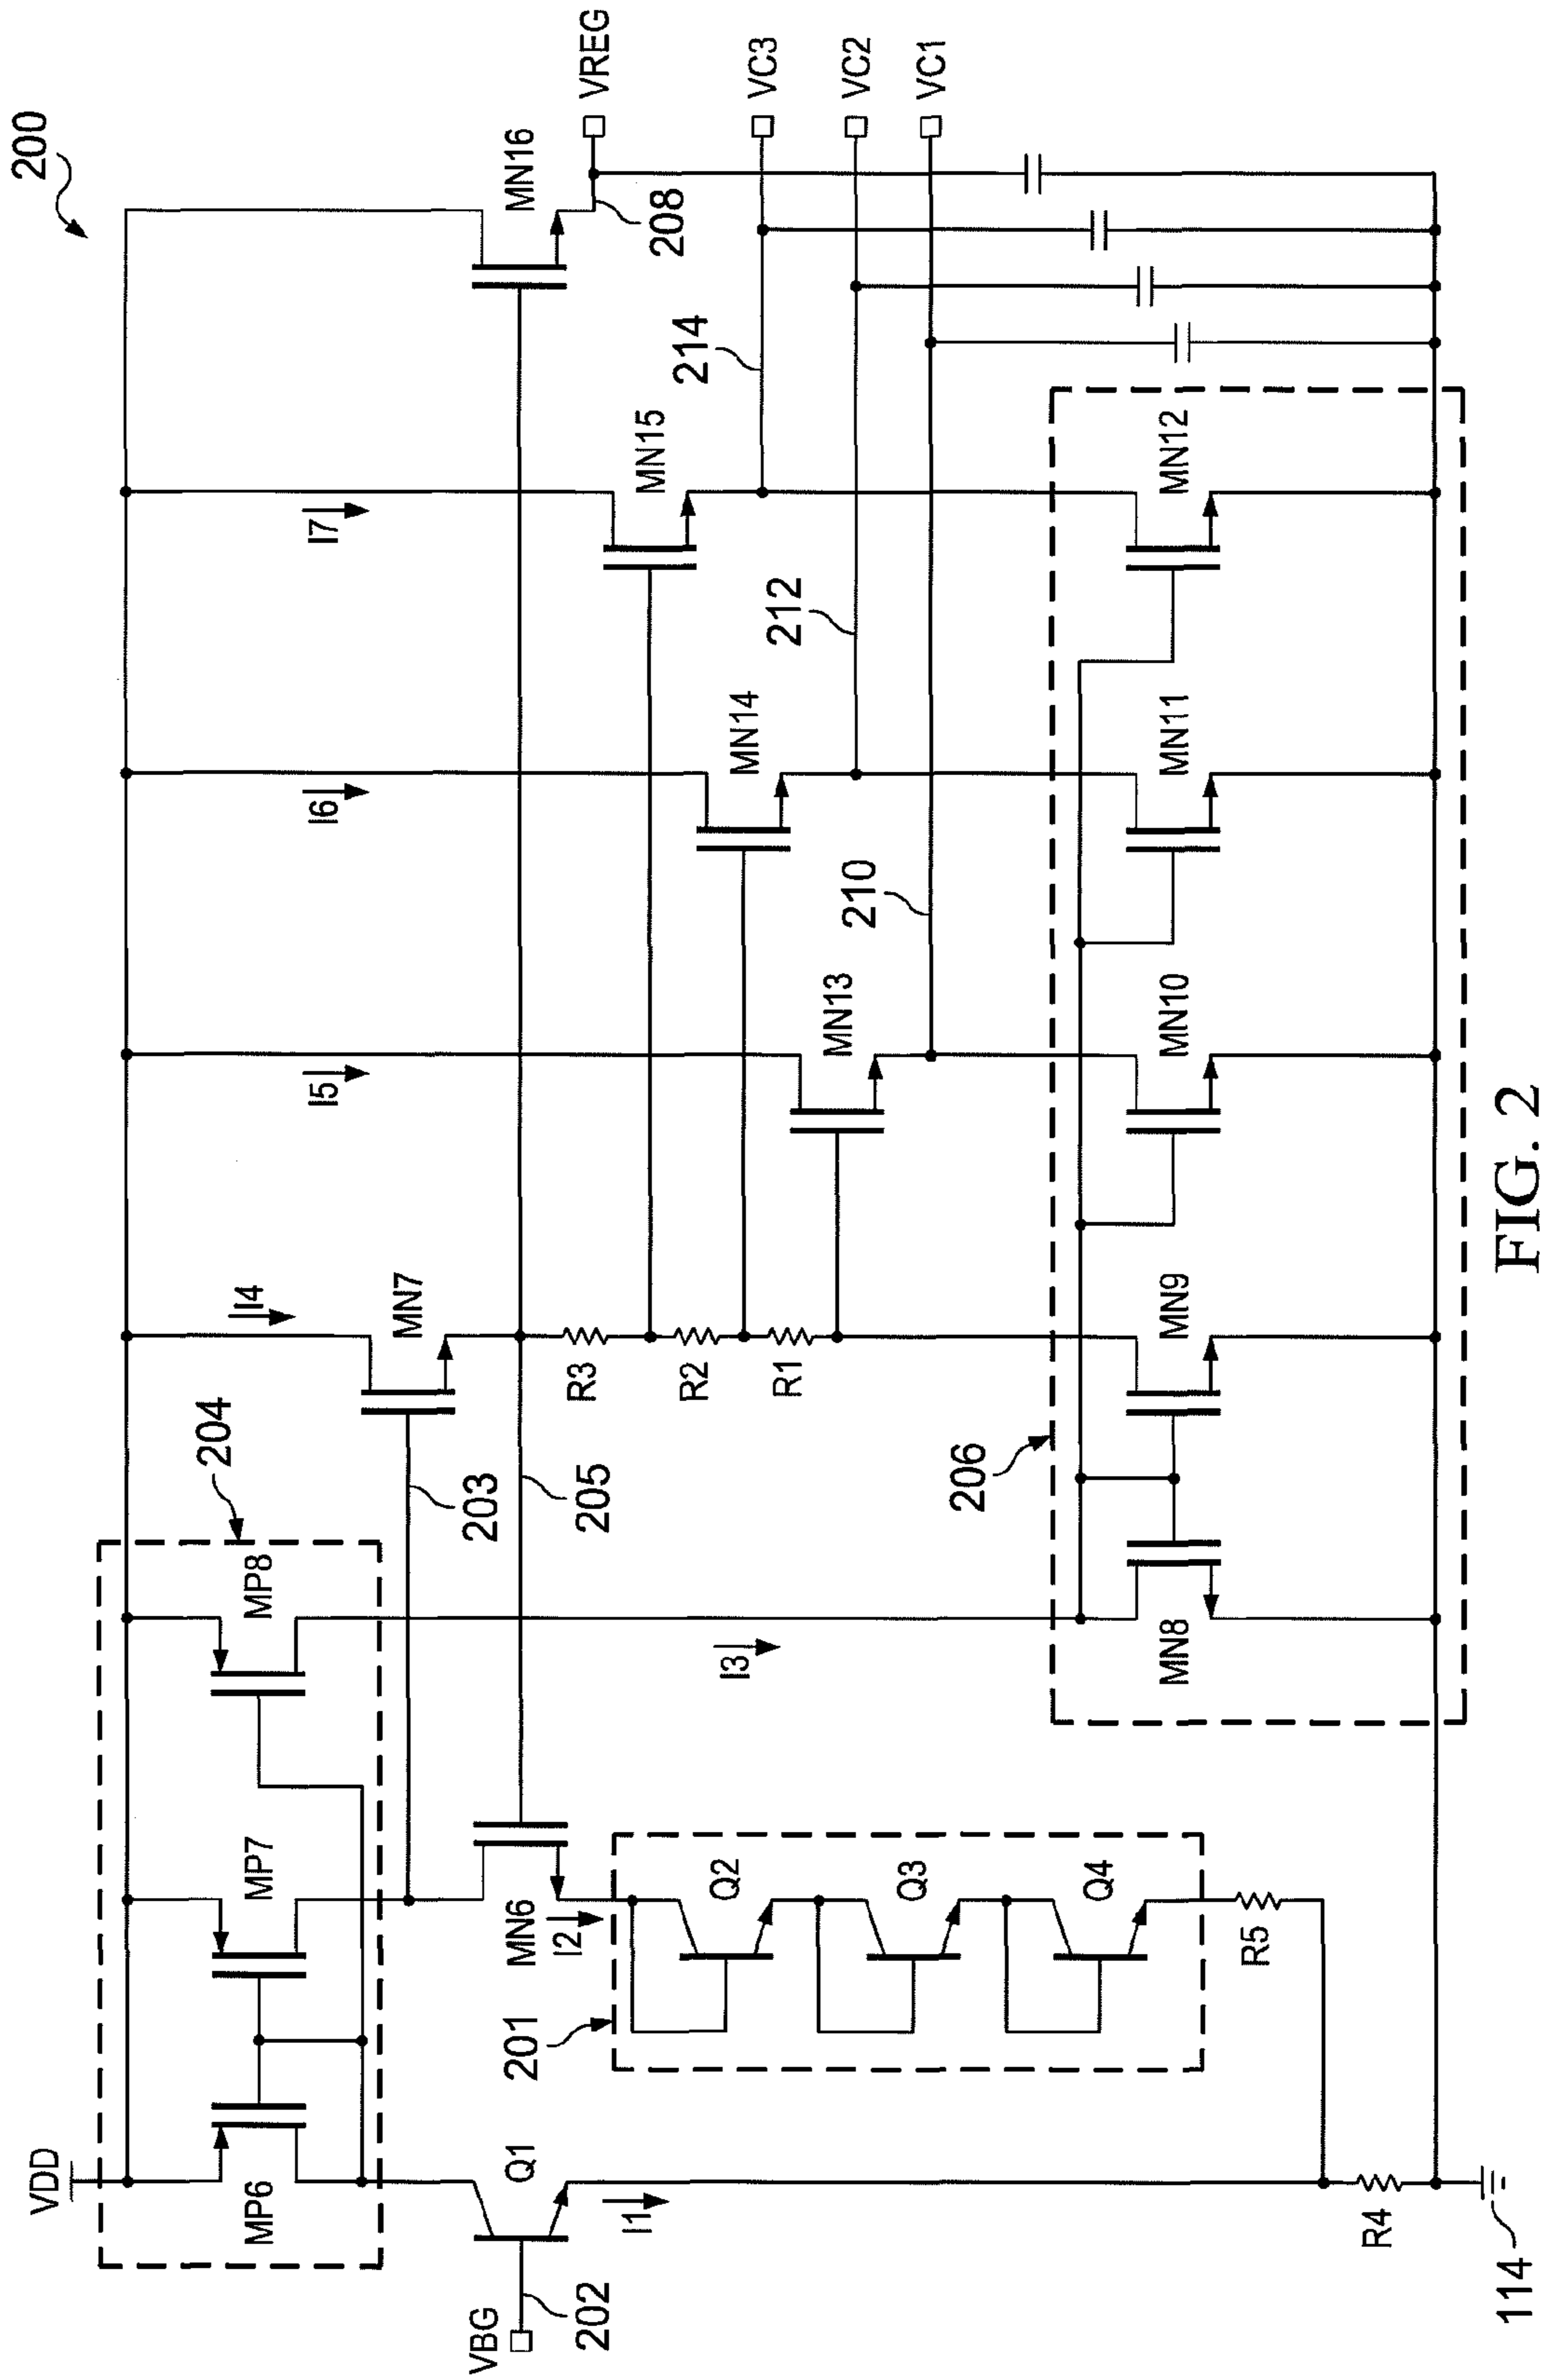 200
VDD
204
MP6
MP7
MP8
I4
I5
I6
I7
VBG
202
Q1
203
MN7
MN16
VREG
208
205
MN6
I2
I1
201
Q2
Q3
Q4
R5
R4
I3
R3
R2
R1
MN13
MN14
MN15
210
212
214
VC3
VC2
VC1
206
MN8
MN9
MN10
MN11
MN12
114
FIG. 2